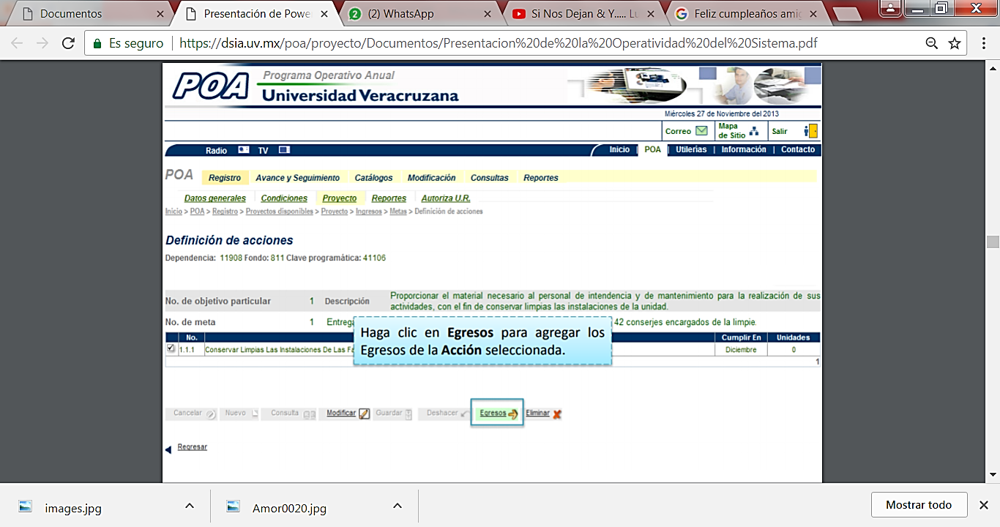 Documentos
Presentación de Powe
(2) WhatsApp
Si Nos Dejan & Y..... Lu
Feliz cumpleaños amig
Es seguro
https://dsia.uv.mx/poa/proyecto/Documentos/Presentacion%20de%20la%20Operatividad%20del%20Sistema.pdf
POA
Programa Operativo Anual
Universidad Veracruzana
Miércoles 27 de Noviembre del 2013
Correo
Mapa de Sitio
Salir
Radio TV
Inicio | POA | Utilerias | Información | Contacto
POA Registro Avance y Seguimiento Catálogos Modificación Consultas Reportes
Datos generales Condiciones Proyecto Reportes Autoriza U.R.
Inicio > POA > Registro > Proyectos disponibles > Proyecto > Ingresos > Metas > Definición de acciones
Definición de acciones
Dependencia: 11908 Fondo: 811 Clave programática: 41106
No. de objetivo particular 1 Descripción Proporcionar el material necesario al personal de intendencia y de mantenimiento para la realización de sus
actividades, con el fin de conservar limpias las instalaciones de la unidad.
No. de meta 1 Entreg 42 conserjes encargados de la limpie.
No. Cumplir En Unidades
1.1.1 Conservar Limpias Las Instalaciones De Las Fa Diciembre 0
1
Haga clic en Egresos para agregar los
Egresos de la Acción seleccionada.
Cancelar Nuevo Consulta Modificar Guardar Deshacer Egresos Eliminar
Regresar
images.jpg
Amor0020.jpg
Mostrar todo